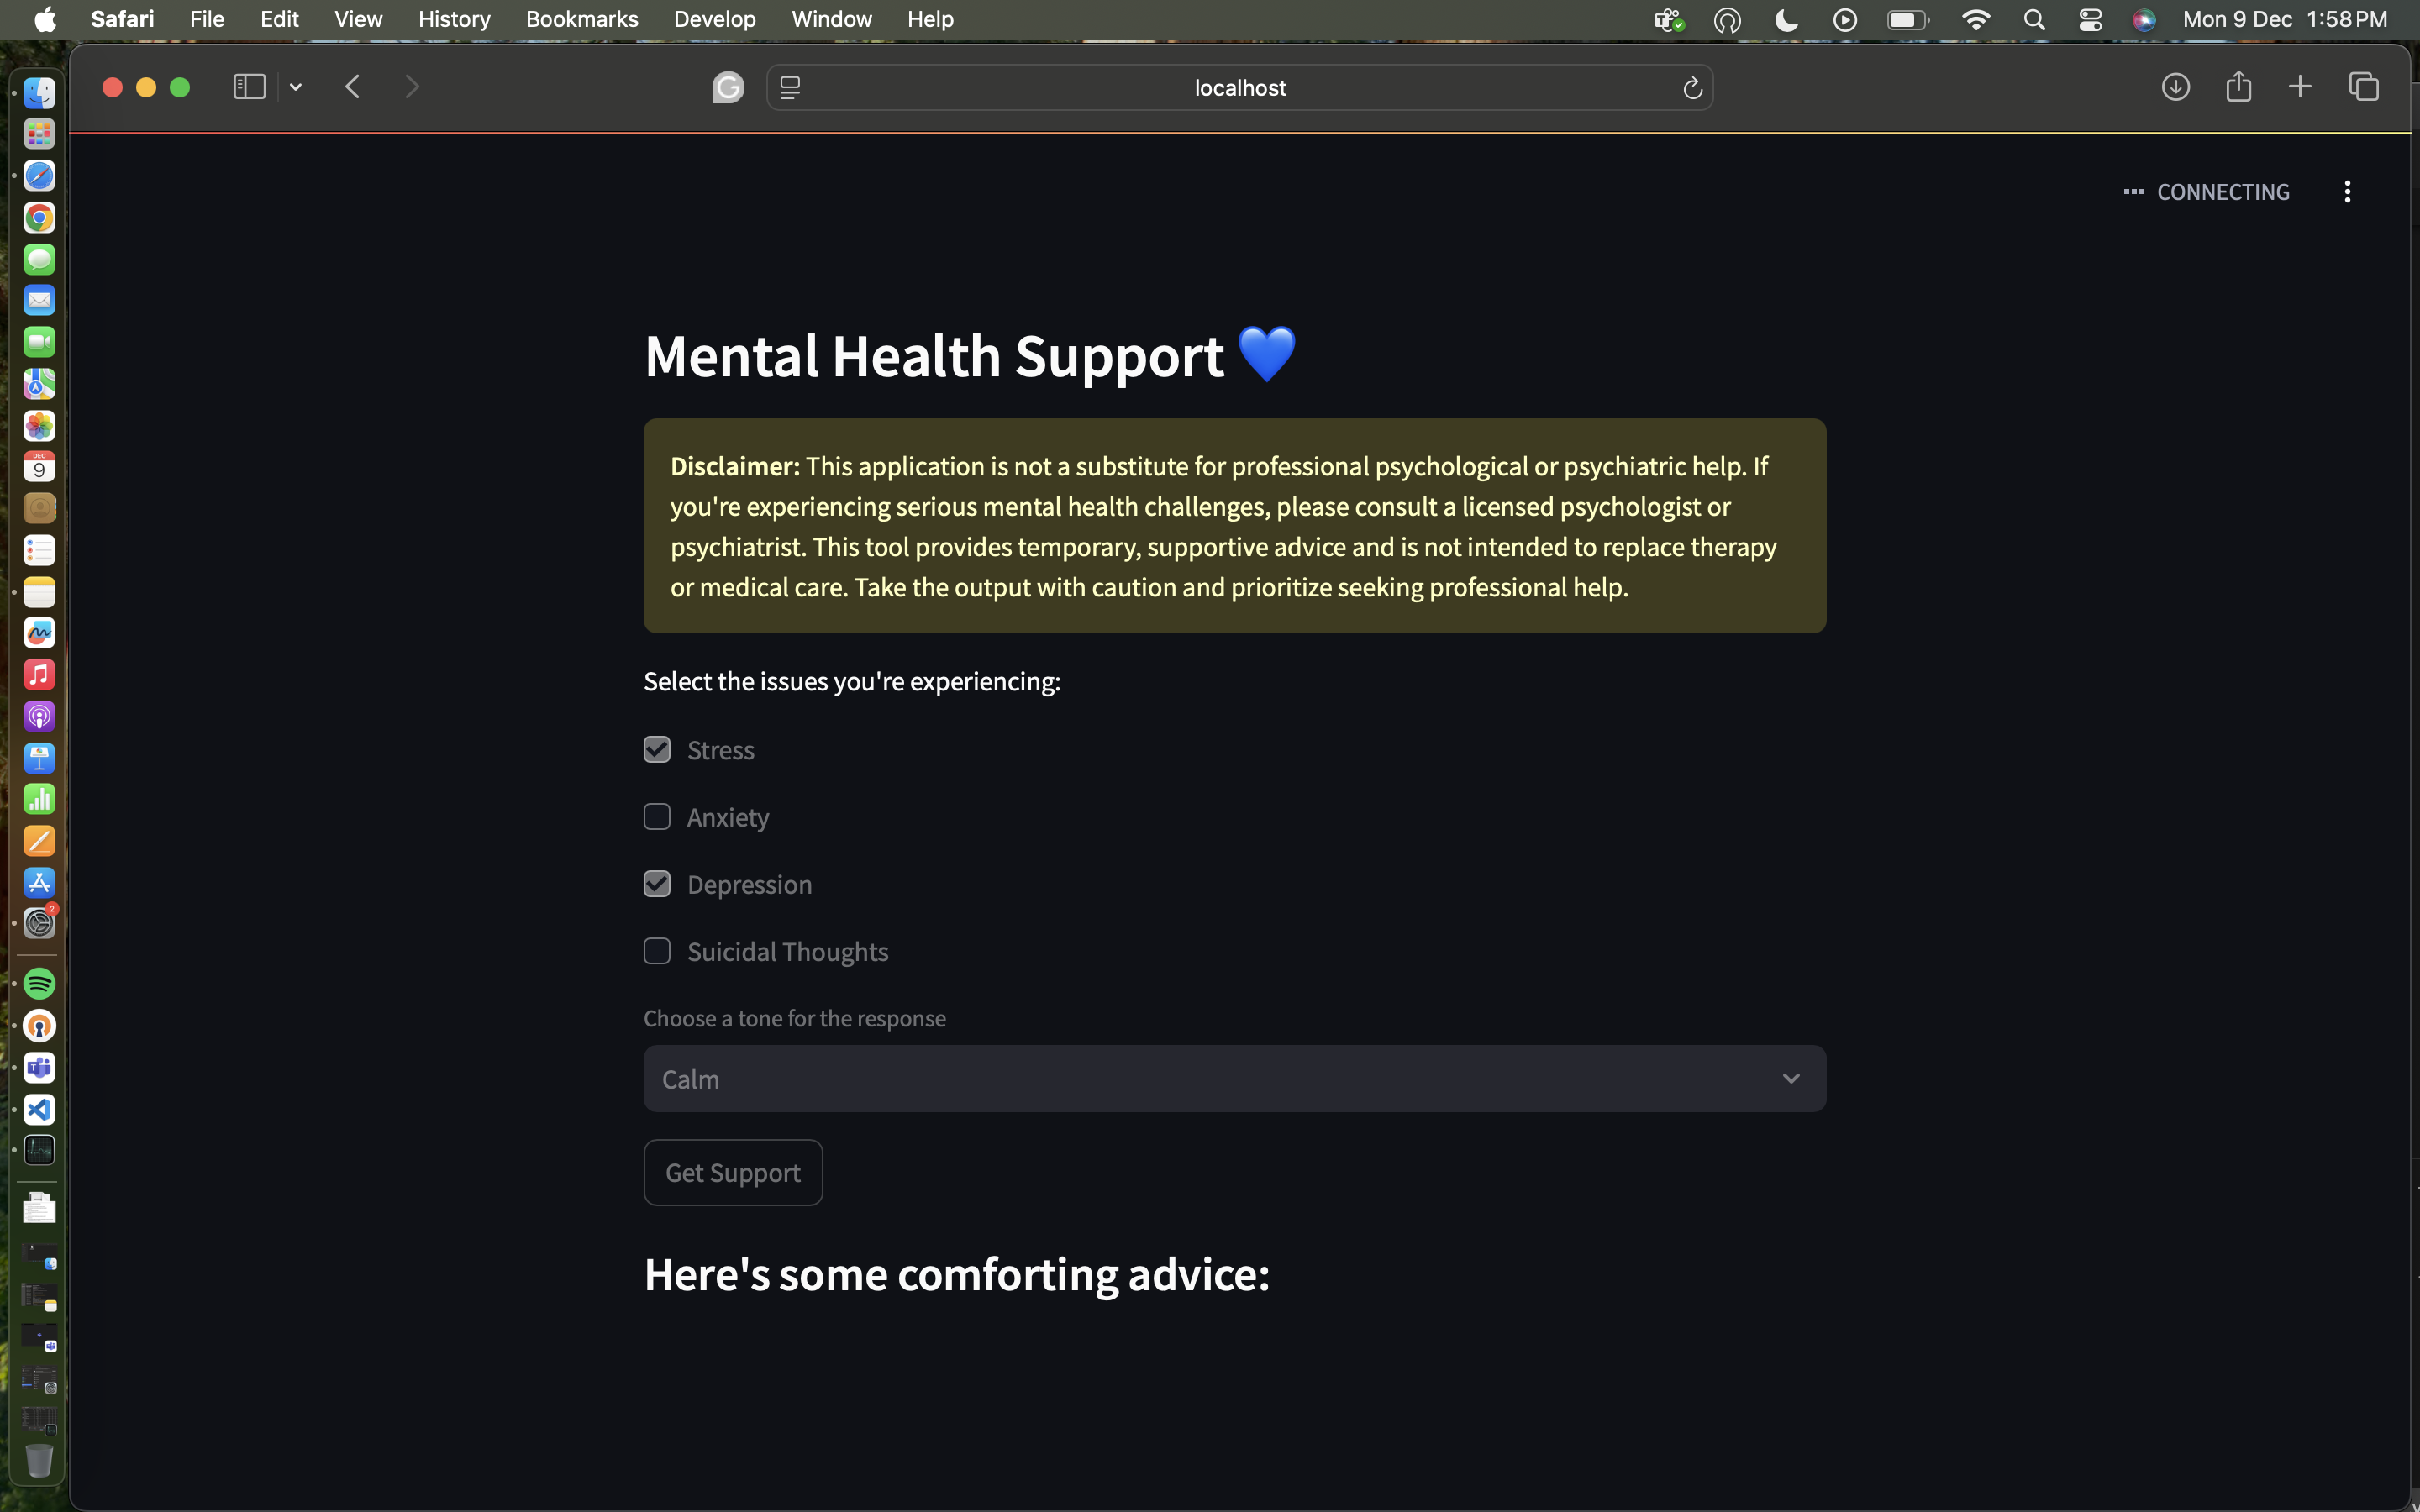 Safari File Edit View History Bookmarks Develop Window Help Mon 9 Dec 1:58 PM
localhost
CONNECTING
Mental Health Support 💙
Disclaimer: This application is not a substitute for professional psychological or psychiatric help. If
you're experiencing serious mental health challenges, please consult a licensed psychologist or
psychiatrist. This tool provides temporary, supportive advice and is not intended to replace therapy
or medical care. Take the output with caution and prioritize seeking professional help.
Select the issues you're experiencing:
Stress
Anxiety
Depression
Suicidal Thoughts
Choose a tone for the response
Calm
Get Support
Here's some comforting advice:
DEC
9
2